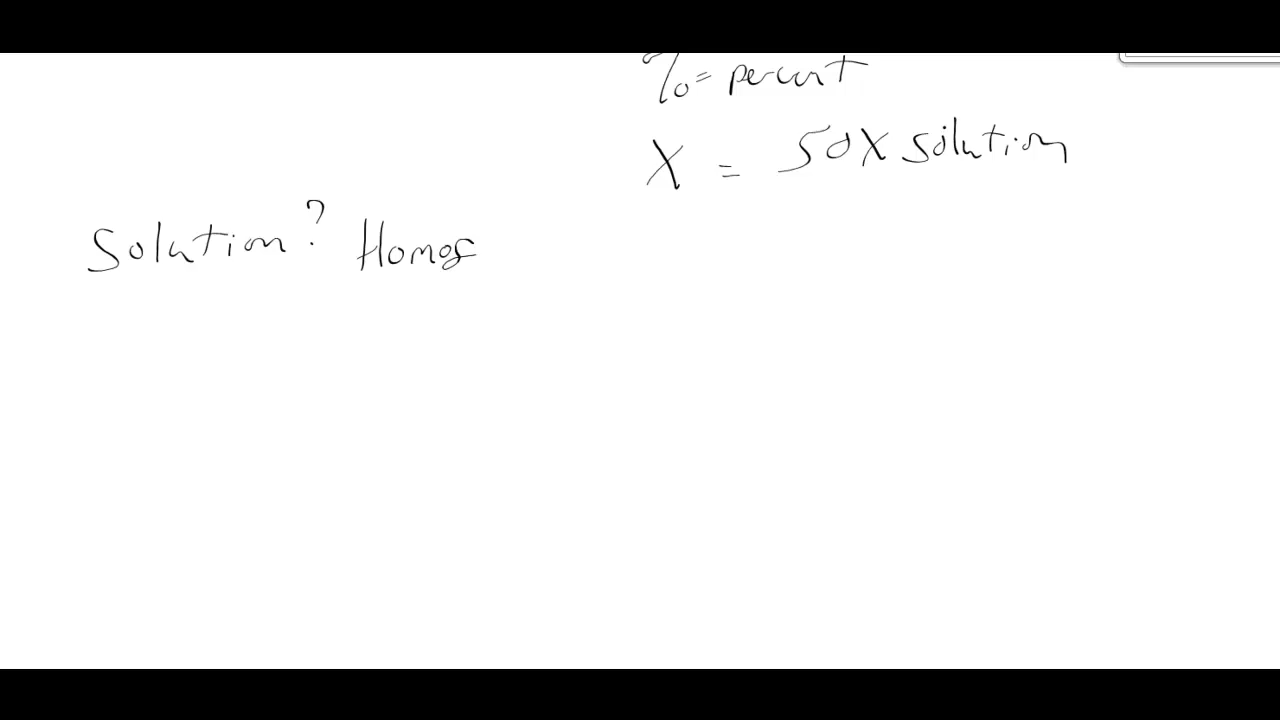 %= percent
X = 50X solution
Solution? Homog